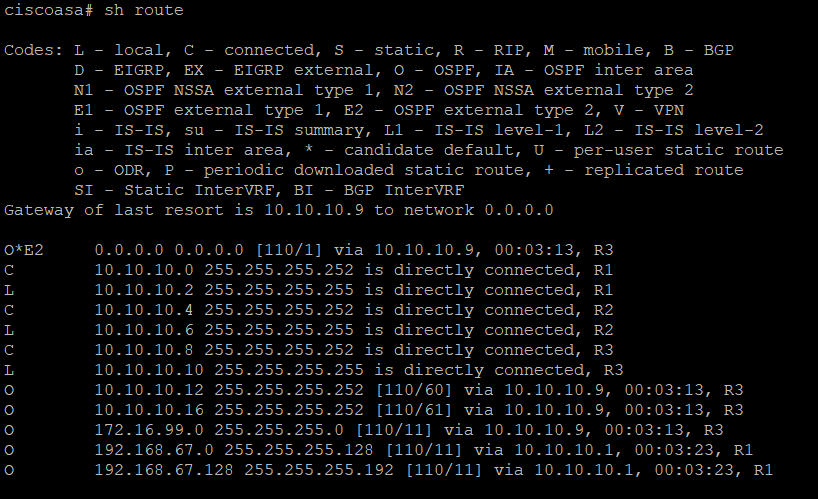 ciscoasa# sh route
Codes: L - local, C - connected, S - static, R - RIP, M - mobile, B - BGP
D - EIGRP, EX - EIGRP external, O - OSPF, IA - OSPF inter area
N1 - OSPF NSSA external type 1, N2 - OSPF NSSA external type 2
E1 - OSPF external type 1, E2 - OSPF external type 2, V - VPN
i - IS-IS, su - IS-IS summary, L1 - IS-IS level-1, L2 - IS-IS level-2
ia - IS-IS inter area, * - candidate default, U - per-user static route
o - ODR, P - periodic downloaded static route, + - replicated route
SI - Static InterVRF, BI - BGP InterVRF
Gateway of last resort is 10.10.10.9 to network 0.0.0.0
O*E2 0.0.0.0 0.0.0.0 [110/1] via 10.10.10.9, 00:03:13, R3
C 10.10.10.0 255.255.255.252 is directly connected, R1
L 10.10.10.2 255.255.255.255 is directly connected, R1
C 10.10.10.4 255.255.255.252 is directly connected, R2
L 10.10.10.6 255.255.255.255 is directly connected, R2
C 10.10.10.8 255.255.255.252 is directly connected, R3
L 10.10.10.10 255.255.255.255 is directly connected, R3
O 10.10.10.12 255.255.255.252 [110/60] via 10.10.10.9, 00:03:13, R3
O 10.10.10.16 255.255.255.252 [110/61] via 10.10.10.9, 00:03:13, R3
O 172.16.99.0 255.255.255.0 [110/11] via 10.10.10.9, 00:03:13, R3
O 192.168.67.0 255.255.255.128 [110/11] via 10.10.10.1, 00:03:23, R1
O 192.168.67.128 255.255.255.192 [110/11] via 10.10.10.1, 00:03:23, R1